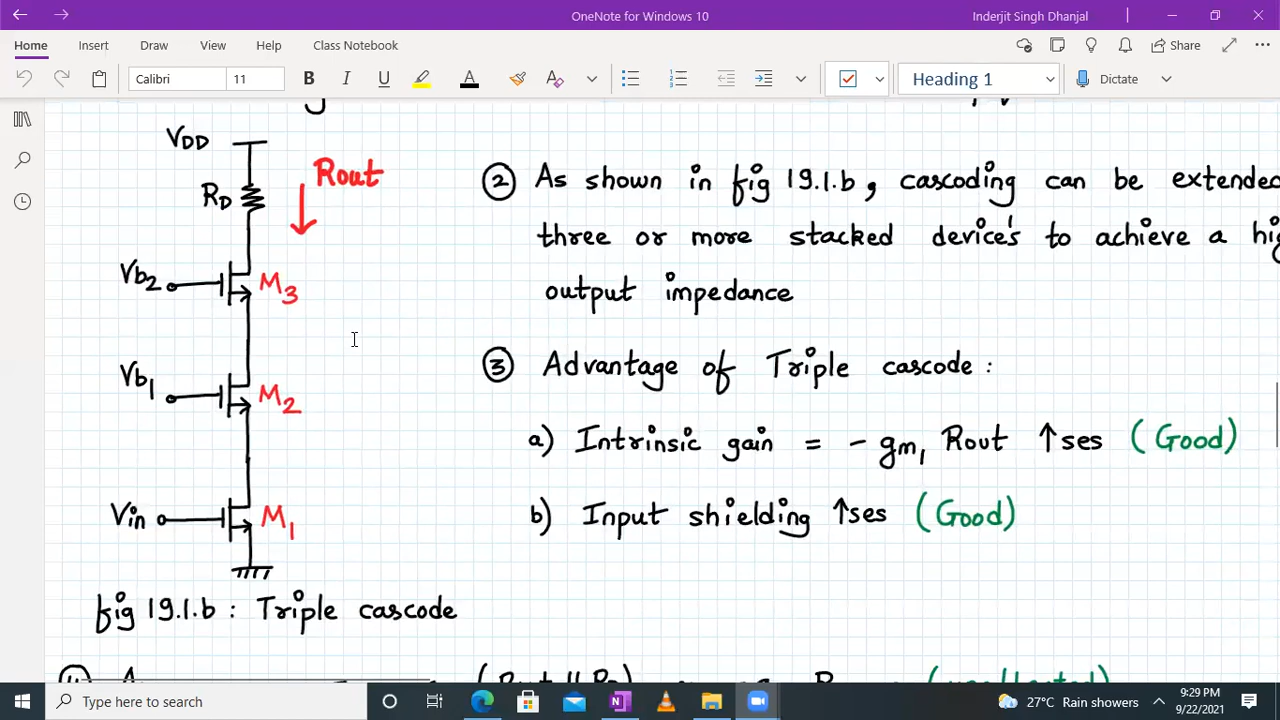 OneNote for Windows 10
Inderjit Singh Dhanjal
Home Insert Draw View Help Class Notebook
Share
Calibri 11 B I U A Heading 1 Dictate
VDD
Rout
RD
② As shown in fig 19.1.b, cascoding can be extended
three or more stacked device's to achieve a
output impedance
Vb2 M3
③ Advantage of Triple cascode :
Vb1 M2
a) Intrinsic gain = - gm1 Rout ↑ses (Good)
b) Input shielding ↑ses (Good)
Vin M1
fig 19.1.b : Triple cascode
Type here to search
27°C Rain showers
9:29 PM
9/22/2021